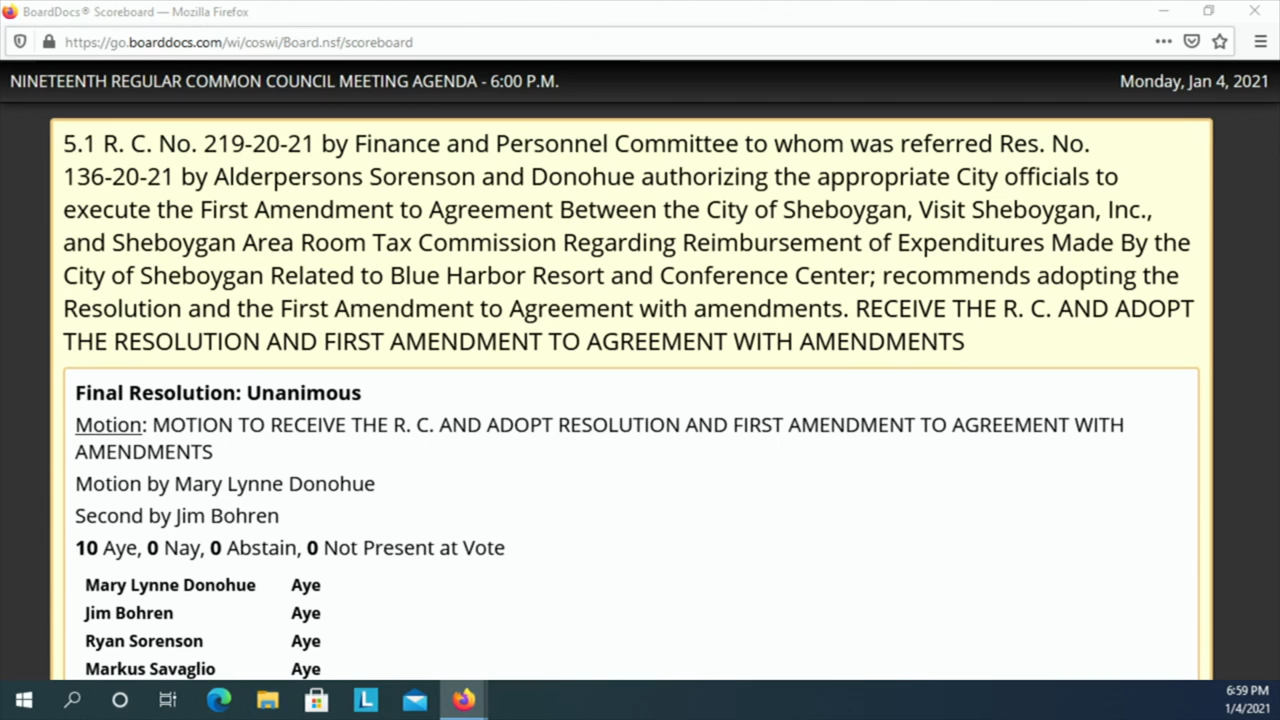 BoardDocs® Scoreboard — Mozilla Firefox
https://go.boarddocs.com/wi/coswi/Board.nsf/scoreboard
NINETEENTH REGULAR COMMON COUNCIL MEETING AGENDA - 6:00 P.M. Monday, Jan 4, 2021
5.1 R. C. No. 219-20-21 by Finance and Personnel Committee to whom was referred Res. No.
136-20-21 by Alderpersons Sorenson and Donohue authorizing the appropriate City officials to
execute the First Amendment to Agreement Between the City of Sheboygan, Visit Sheboygan, Inc.,
and Sheboygan Area Room Tax Commission Regarding Reimbursement of Expenditures Made By the
City of Sheboygan Related to Blue Harbor Resort and Conference Center; recommends adopting the
Resolution and the First Amendment to Agreement with amendments. RECEIVE THE R. C. AND ADOPT
THE RESOLUTION AND FIRST AMENDMENT TO AGREEMENT WITH AMENDMENTS
Final Resolution: Unanimous
Motion: MOTION TO RECEIVE THE R. C. AND ADOPT RESOLUTION AND FIRST AMENDMENT TO AGREEMENT WITH
AMENDMENTS
Motion by Mary Lynne Donohue
Second by Jim Bohren
10 Aye, 0 Nay, 0 Abstain, 0 Not Present at Vote
Mary Lynne Donohue Aye
Jim Bohren Aye
Ryan Sorenson Aye
Markus Savaglio Aye
L
6:59 PM
1/4/2021